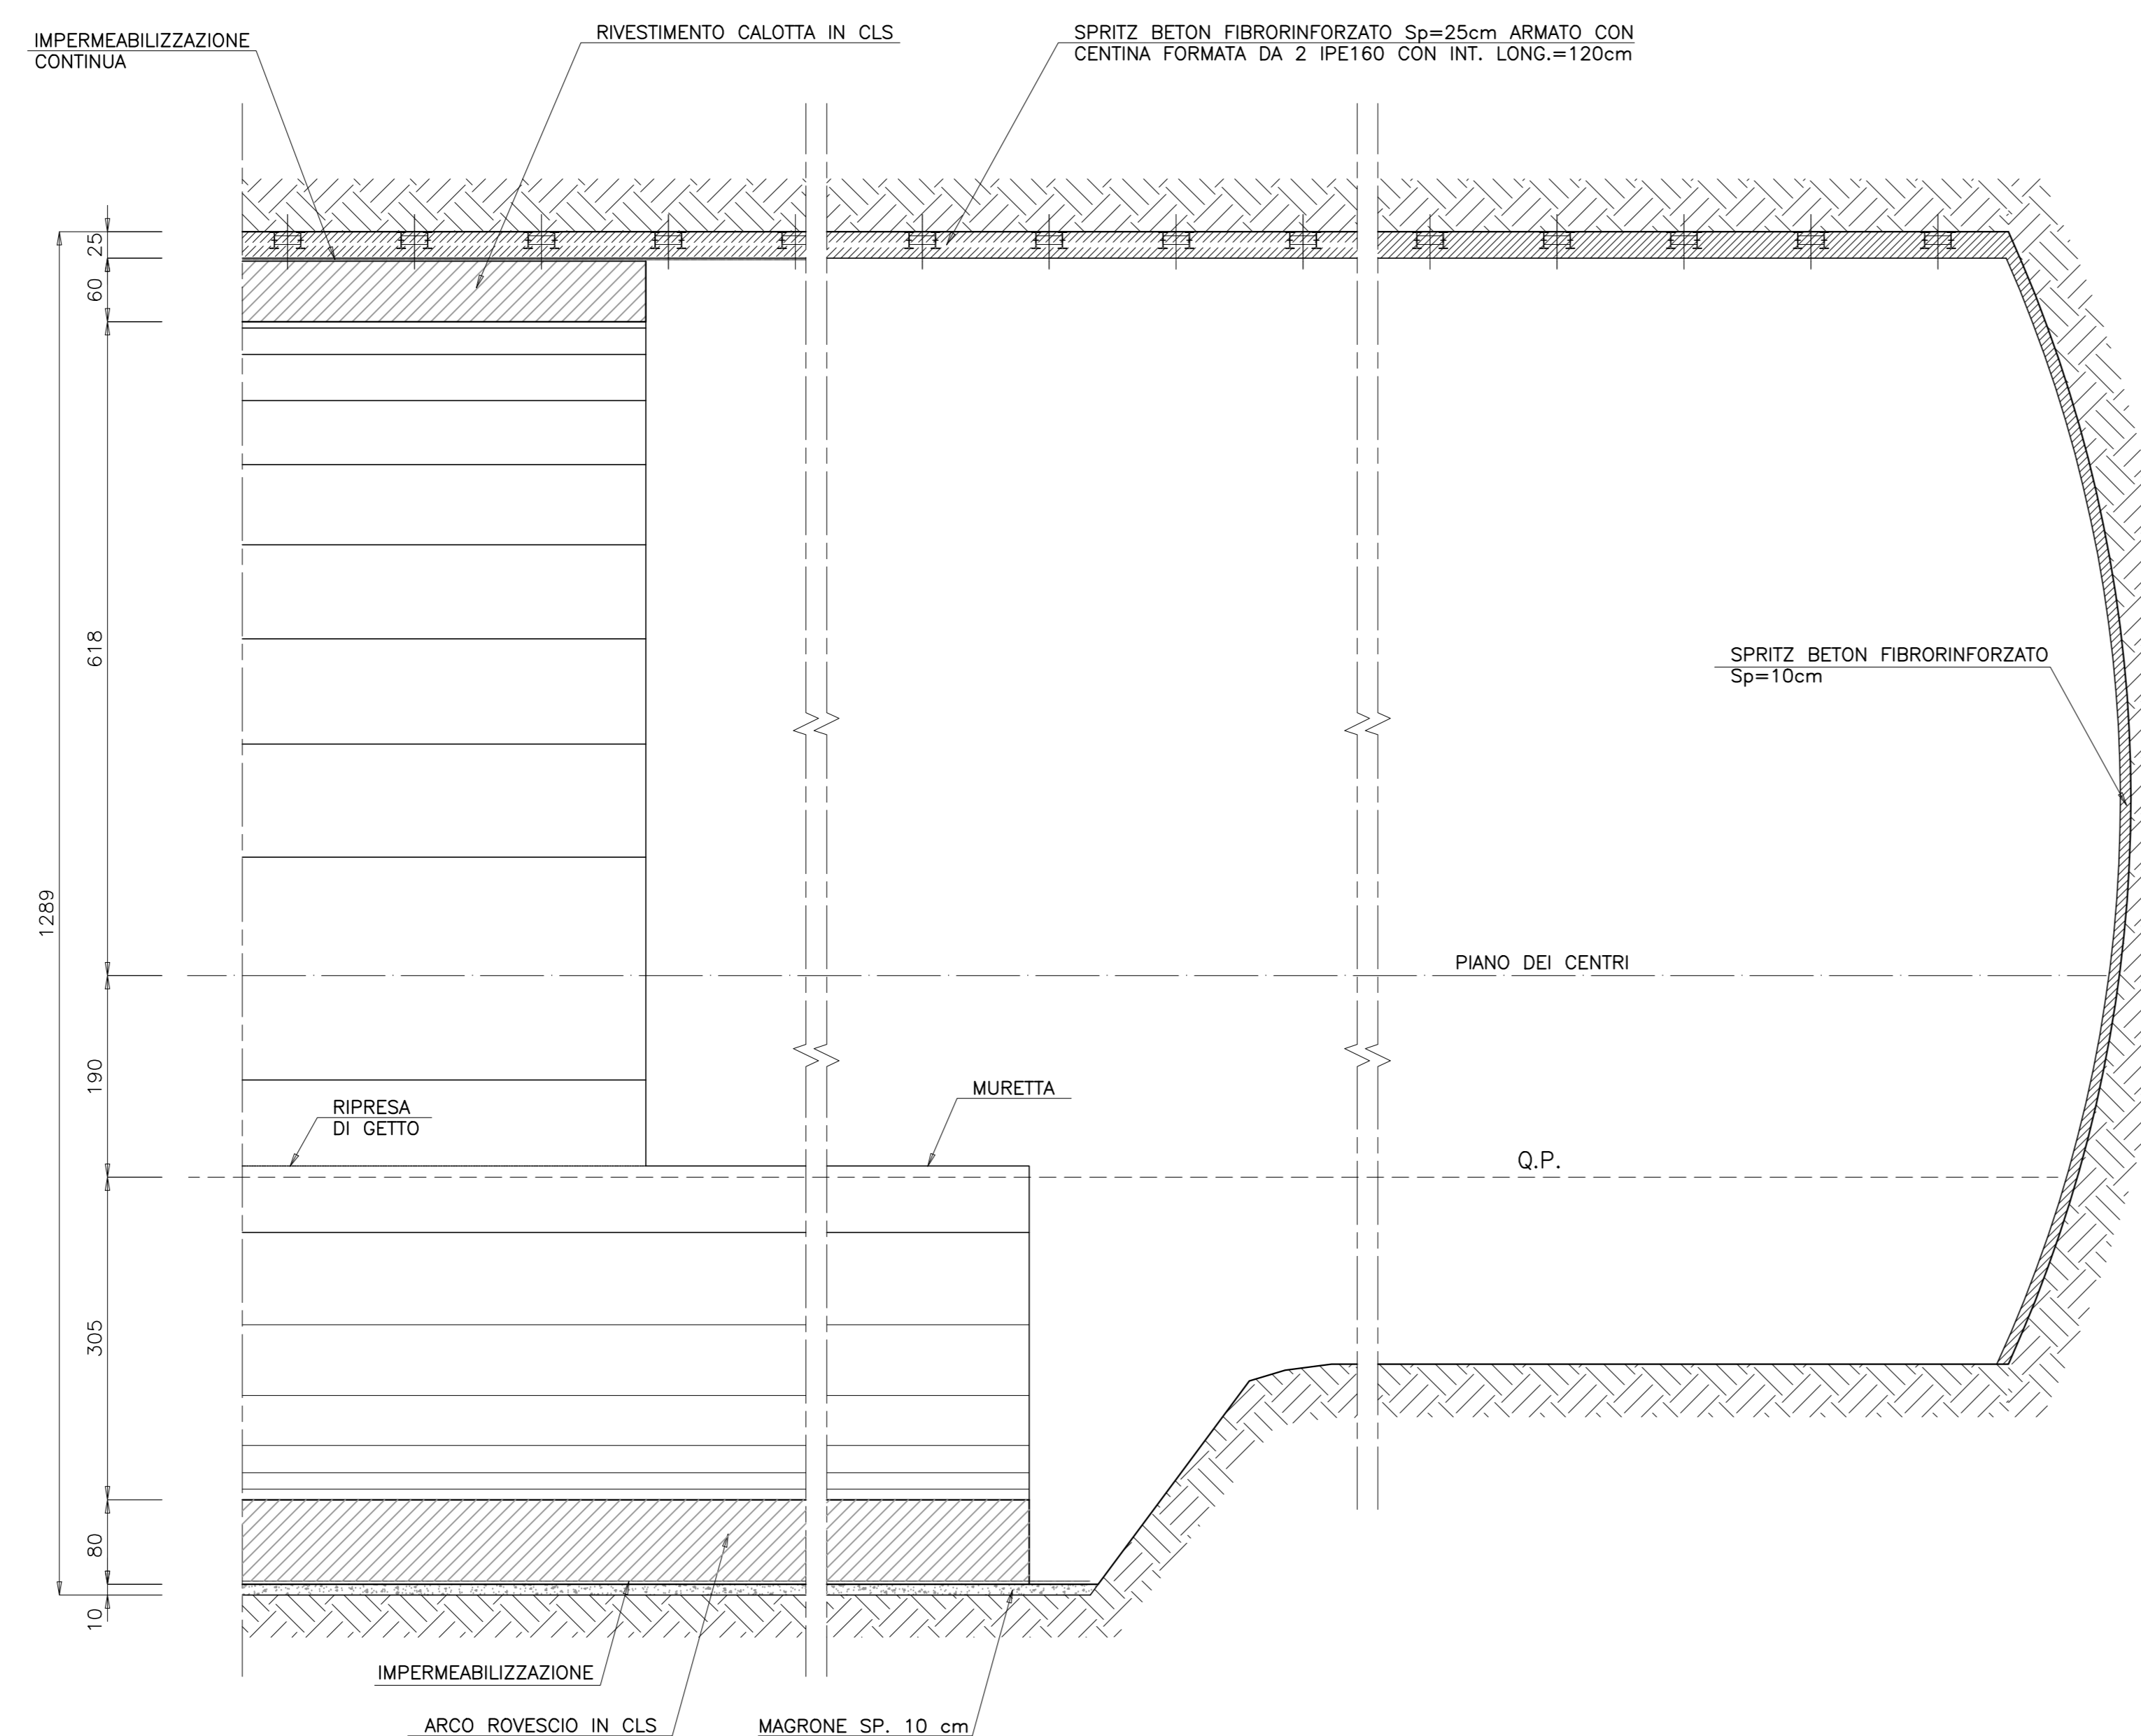 IMPERMEABILIZZAZIONE
CONTINUA
RIVESTIMENTO CALOTTA IN CLS
SPRITZ BETON FIBRORINFORZATO Sp=25cm ARMATO CON
CENTINA FORMATA DA 2 IPE160 CON INT. LONG.=120cm
25
60
618
SPRITZ BETON FIBRORINFORZATO
Sp=10cm
1289
PIANO DEI CENTRI
190
MURETTA
RIPRESA
DI GETTO
Q.P.
305
80
10
IMPERMEABILIZZAZIONE
ARCO ROVESCIO IN CLS
MAGRONE SP. 10 cm